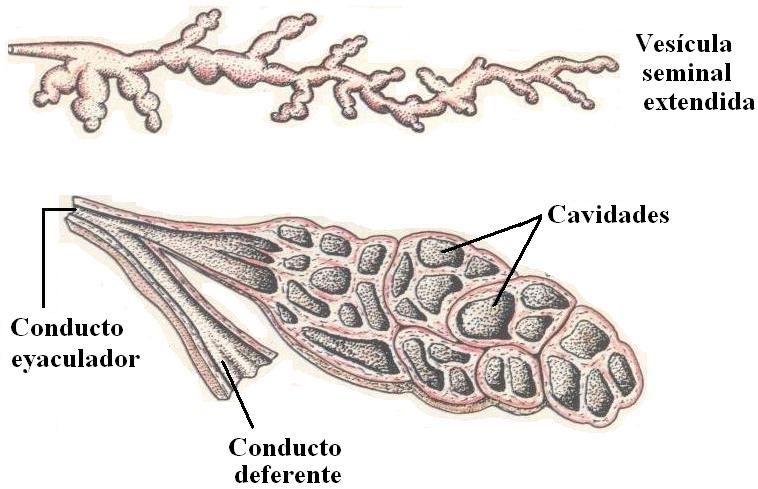 Vesícula
seminal
extendida
Cavidades
Conducto
eyaculador
Conducto
deferente